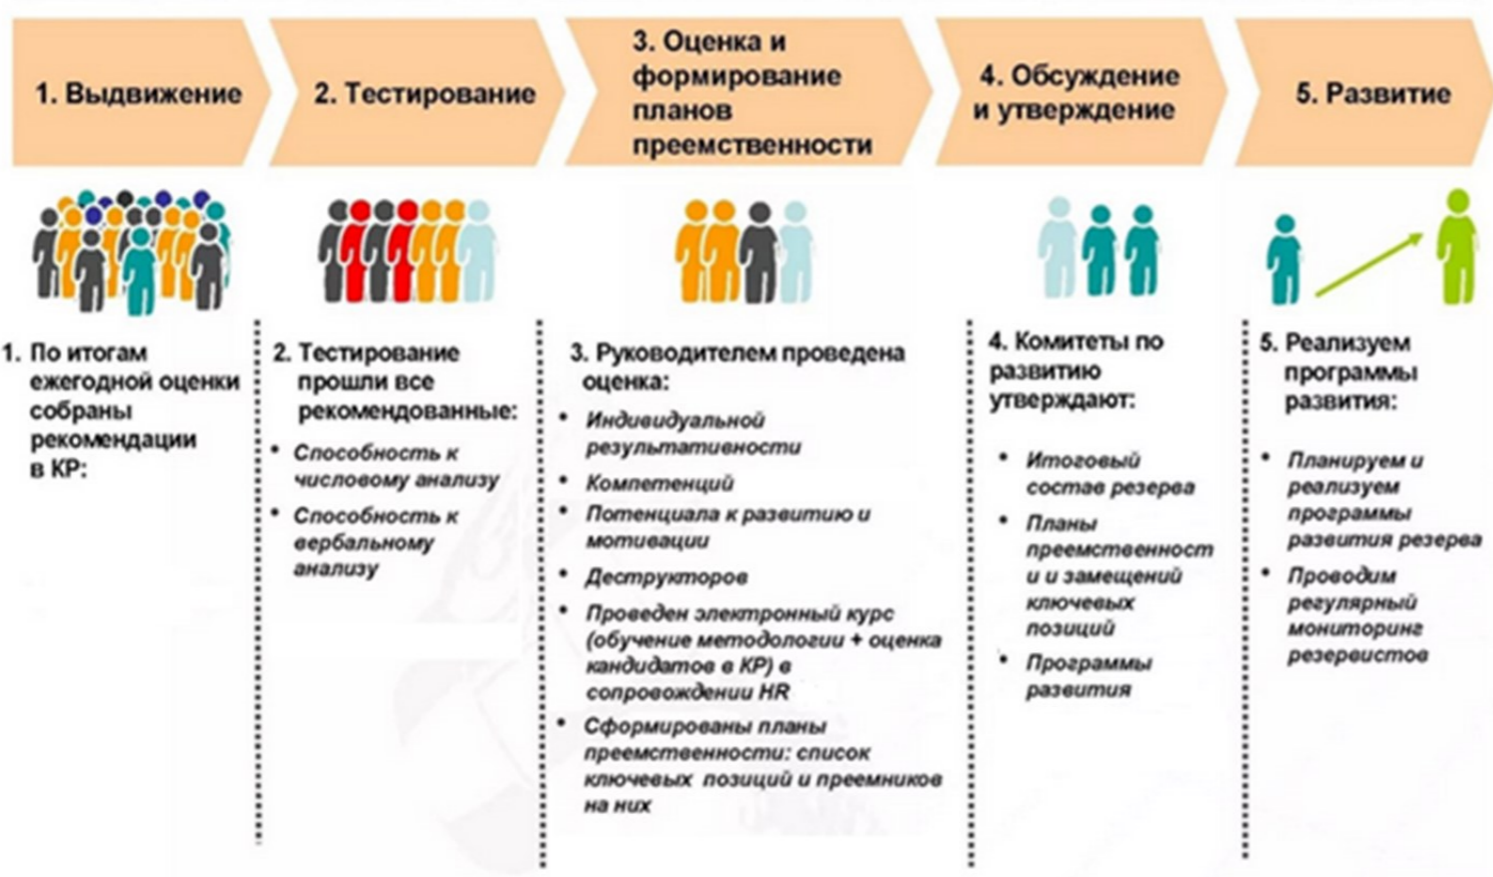 1. Выдвижение
2. Тестирование
3. Оценка и
формирование
планов
преемственности
4. Обсуждение
и утверждение
5. Развитие
1. По итогам
ежегодной оценки
собраны
рекомендации
в КР:
2. Тестирование
прошли все
рекомендованные:
• Способность к
числовому анализу
• Способность к
вербальному
анализу
3. Руководителем проведена
оценка:
• Индивидуальной
результативности
• Компетенций
• Потенциала к развитию и
мотивации
• Деструкторов
• Проведен электронный курс
(обучение методологии + оценка
кандидатов в КР) в
сопровождении HR
• Сформированы планы
преемственности: список
ключевых позиций и преемников
на них
4. Комитеты по
развитию
утверждают:
• Итоговый
состав резерва
• Планы
преемственност
и и замещений
ключевых
позиций
• Программы
развития
5. Реализуем
программы
развития:
• Планируем и
реализуем
программы
развития резерва
• Проводим
регулярный
мониторинг
резервистов